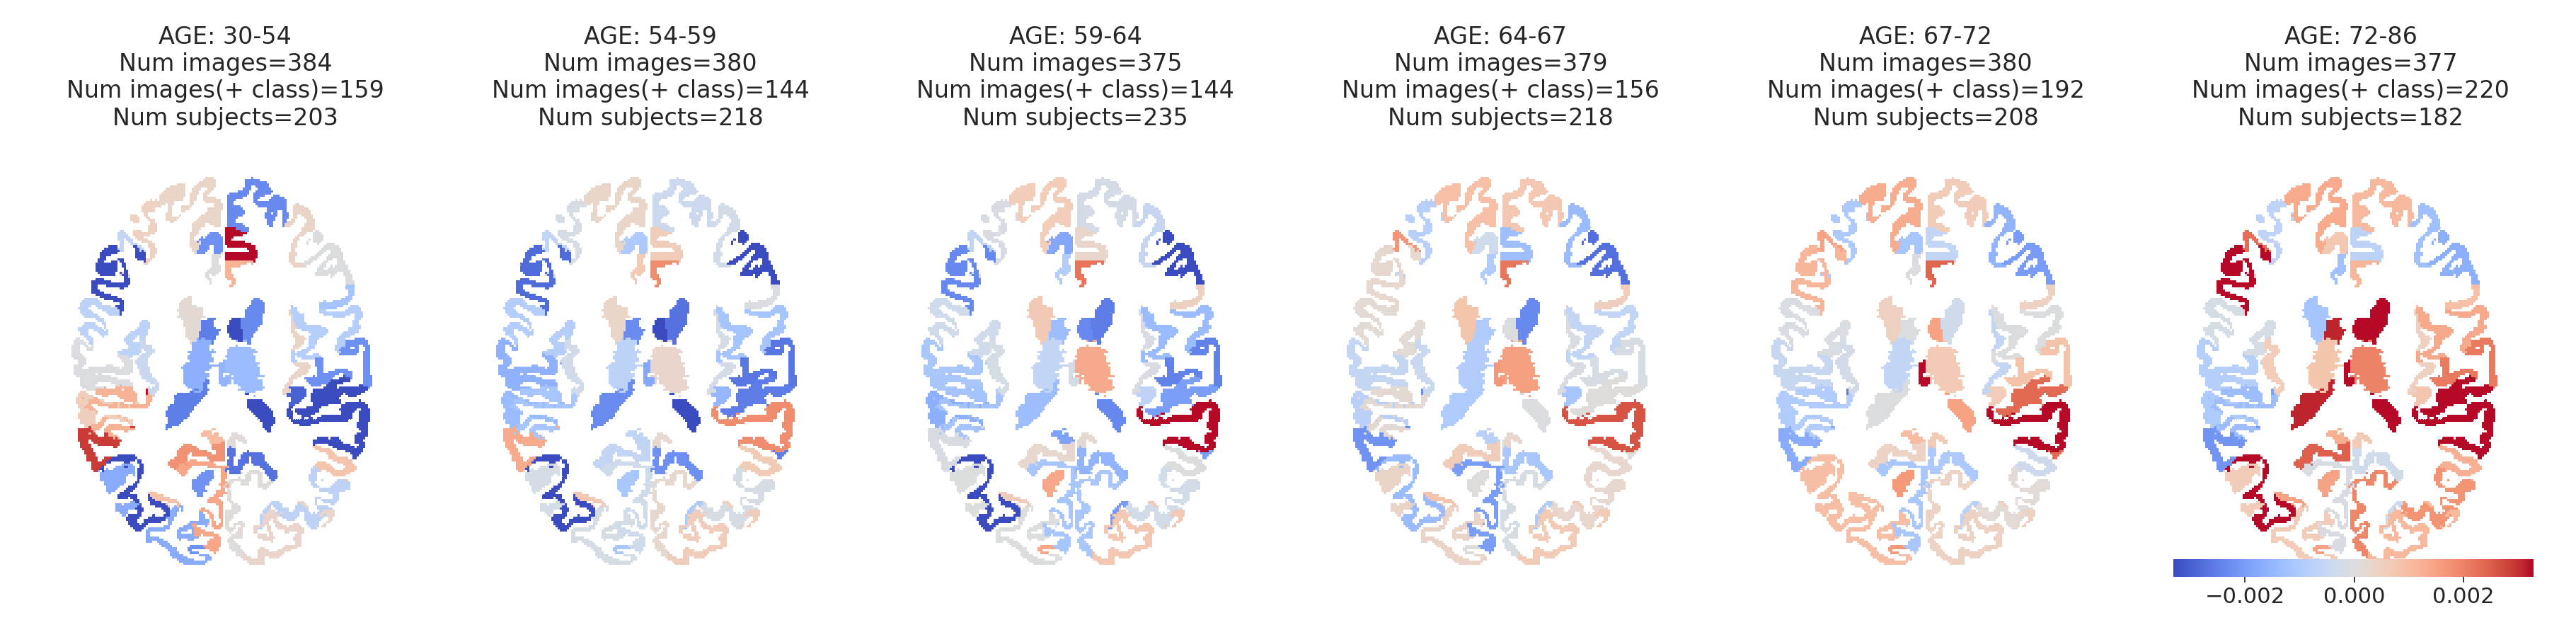 AGE: 30-54
Num images=384
Num images(+ class)=159
Num subjects=203
AGE: 54-59
Num images=380
Num images(+ class)=144
Num subjects=218
AGE: 59-64
Num images=375
Num images(+ class)=144
Num subjects=235
AGE: 64-67
Num images=379
Num images(+ class)=156
Num subjects=218
AGE: 67-72
Num images=380
Num images(+ class)=192
Num subjects=208
AGE: 72-86
Num images=377
Num images(+ class)=220
Num subjects=182
−0.002 0.000 0.002